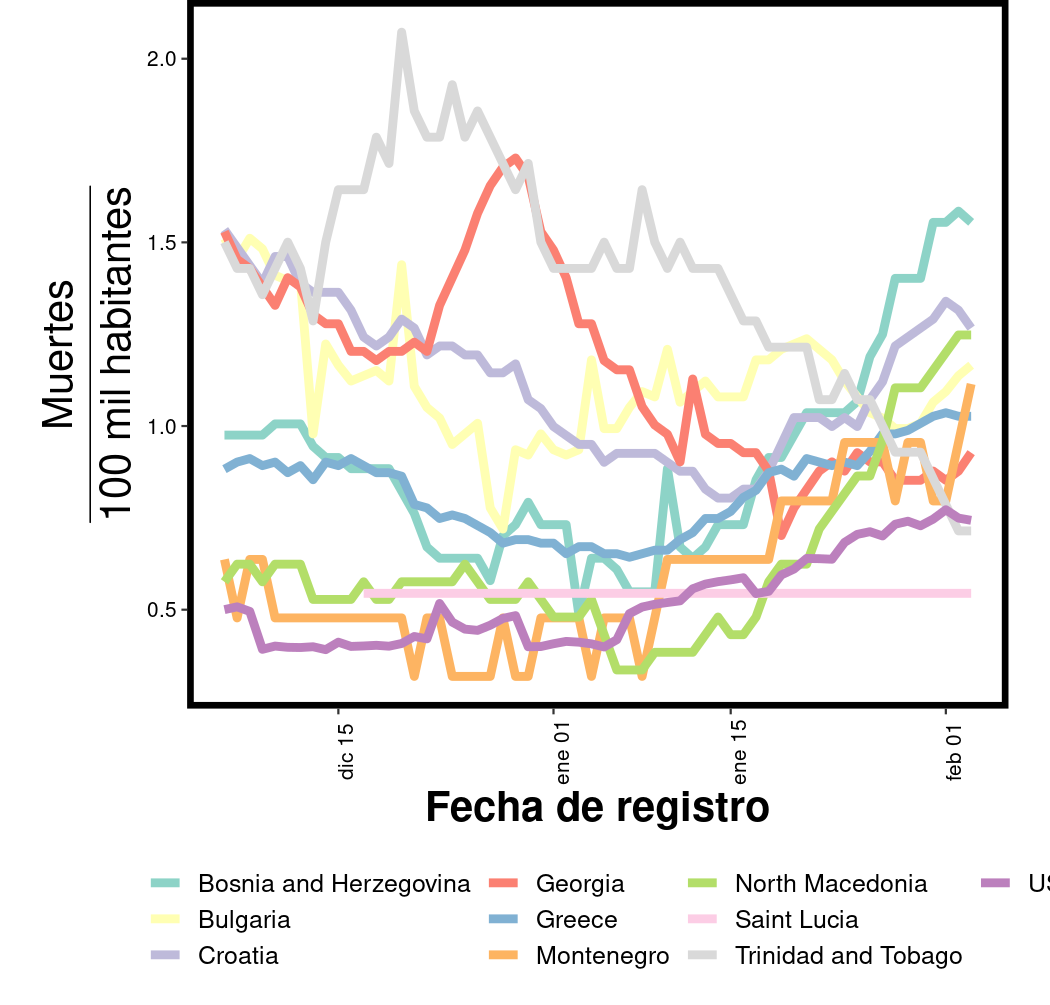 Muertes
100 mil habitantes
2.0
1.5
1.0
0.5
dic 15
ene 01
ene 15
feb 01
Fecha de registro
Bosnia and Herzegovina
Georgia
North Macedonia
US
Bulgaria
Greece
Saint Lucia
Croatia
Montenegro
Trinidad and Tobago